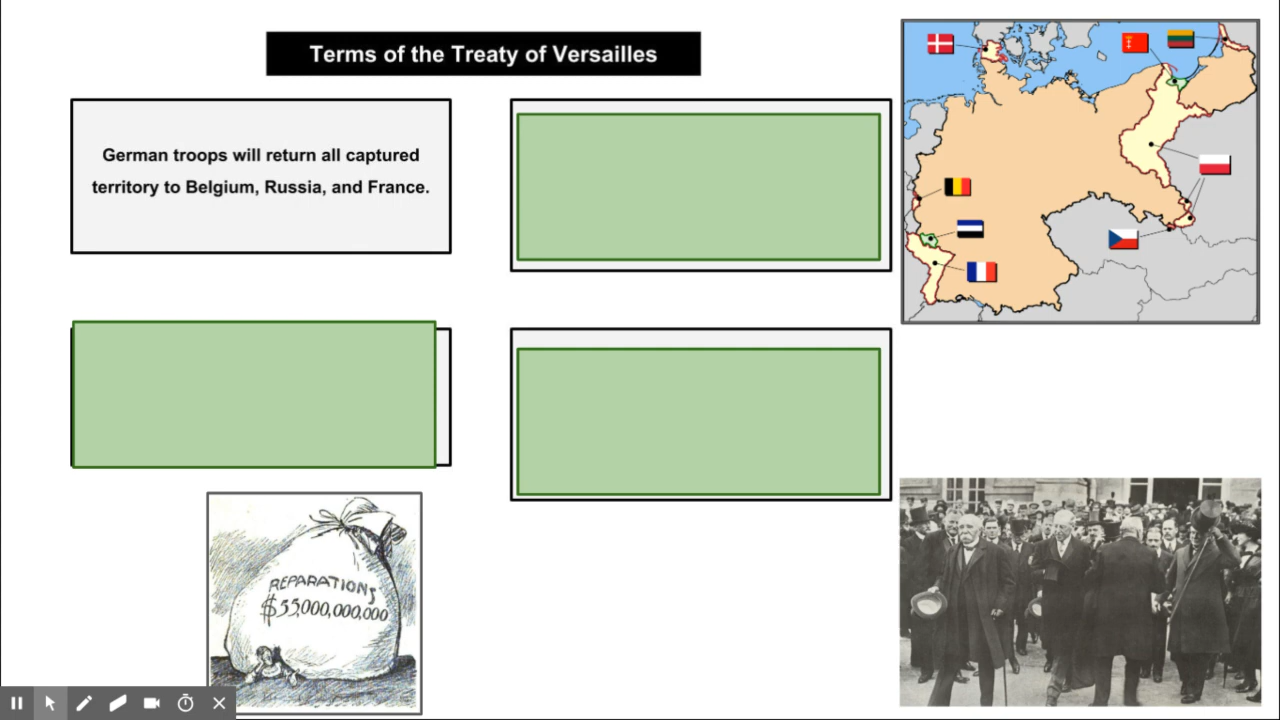 Terms of the Treaty of Versailles
German troops will return all captured
territory to Belgium, Russia, and France.
REPARATIONS
$55,000,000,000